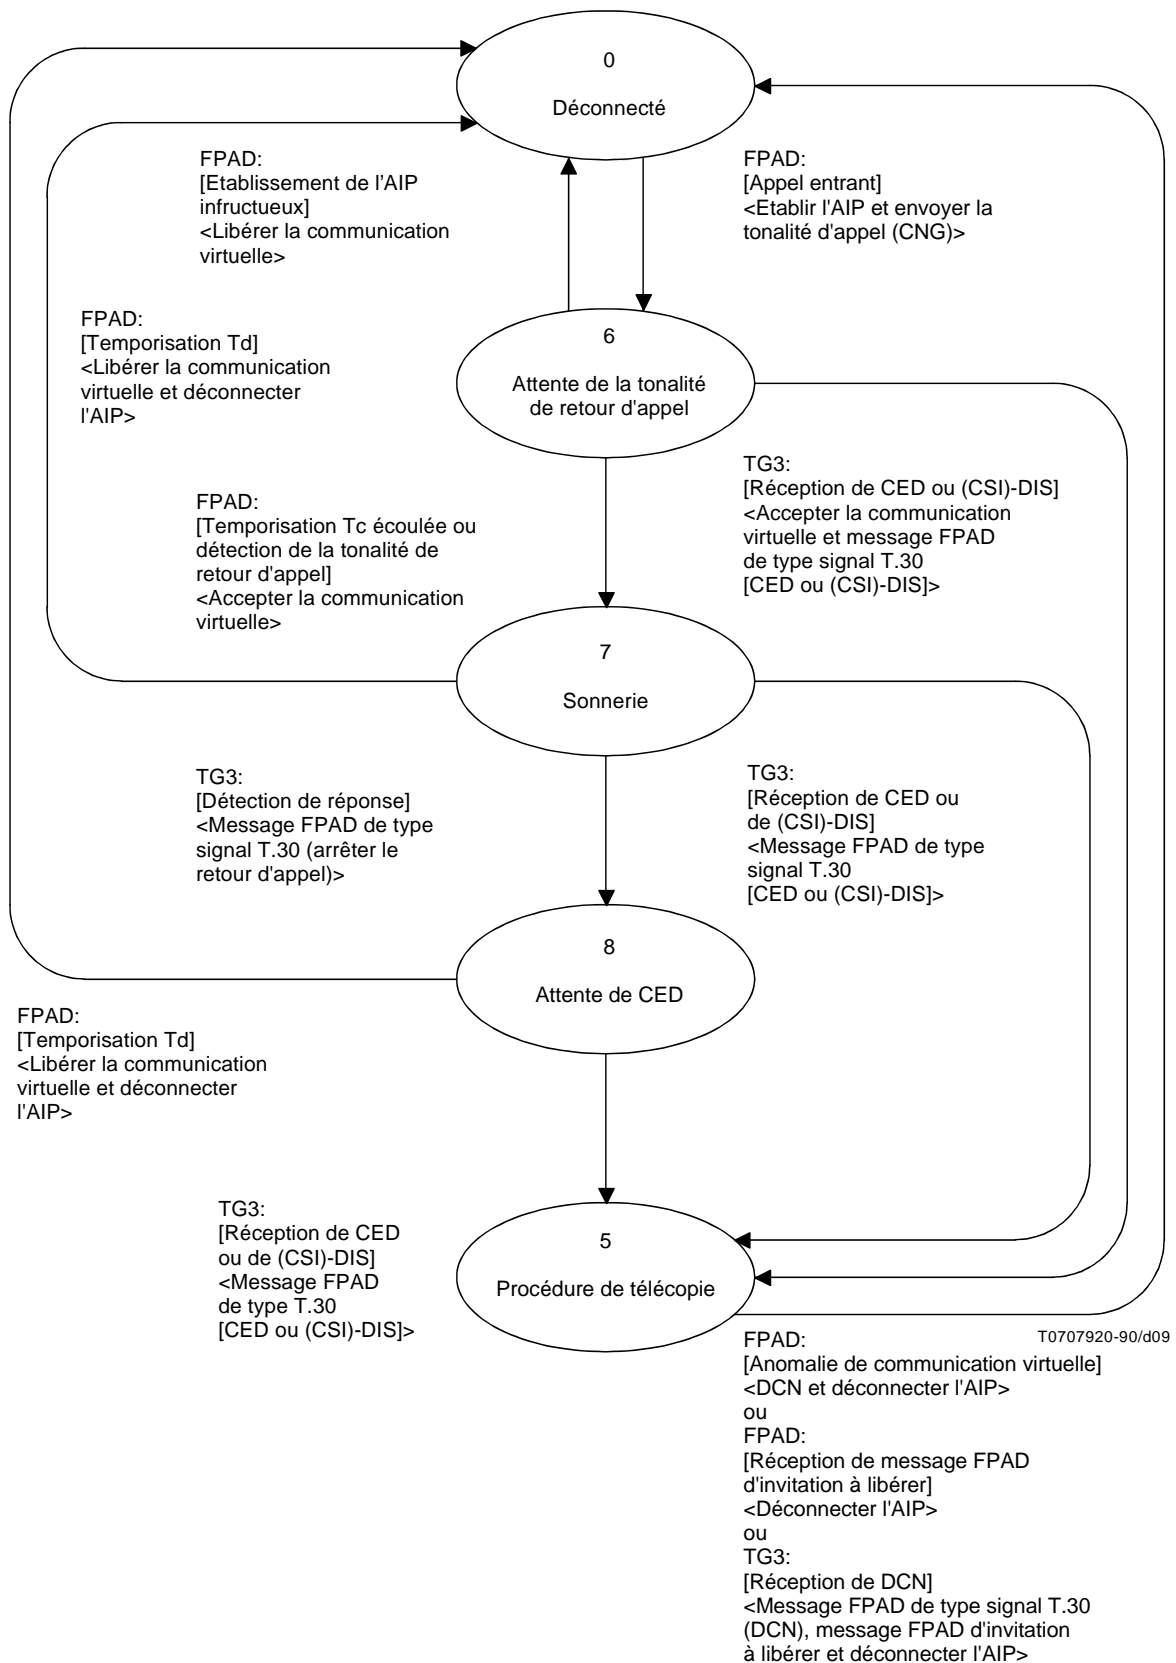 0
Déconnecté
FPAD:
[Etablissement de l'AIP
infructueux]
<Libérer la communication
virtuelle>
FPAD:
[Appel entrant]
<Etablir l'AIP et envoyer la
tonalité d'appel (CNG)>
FPAD:
[Temporisation Td]
<Libérer la communication
virtuelle et déconnecter
l'AIP>
6
Attente de la tonalité
de retour d'appel
FPAD:
[Temporisation Tc écoulée ou
détection de la tonalité de
retour d'appel]
<Accepter la communication
virtuelle>
TG3:
[Réception de CED ou (CSI)-DIS]
<Accepter la communication
virtuelle et message FPAD
de type signal T.30
[CED ou (CSI)-DIS]>
7
Sonnerie
TG3:
[Détection de réponse]
<Message FPAD de type
signal T.30 (arrêter le
retour d'appel)>
TG3:
[Réception de CED ou
de (CSI)-DIS]
<Message FPAD de type
signal T.30
[CED ou (CSI)-DIS]>
8
Attente de CED
FPAD:
[Temporisation Td]
<Libérer la communication
virtuelle et déconnecter
l'AIP>
TG3:
[Réception de CED
ou de (CSI)-DIS]
<Message FPAD
de type T.30
[CED ou (CSI)-DIS]>
5
Procédure de télécopie
T0707920-90/d09
FPAD:
[Anomalie de communication virtuelle]
<DCN et déconnecter l'AIP>
ou
FPAD:
[Réception de message FPAD
d'invitation à libérer]
<Déconnecter l'AIP>
ou
TG3:
[Réception de DCN]
<Message FPAD de type signal T.30
(DCN), message FPAD d'invitation
à libérer et déconnecter l'AIP>